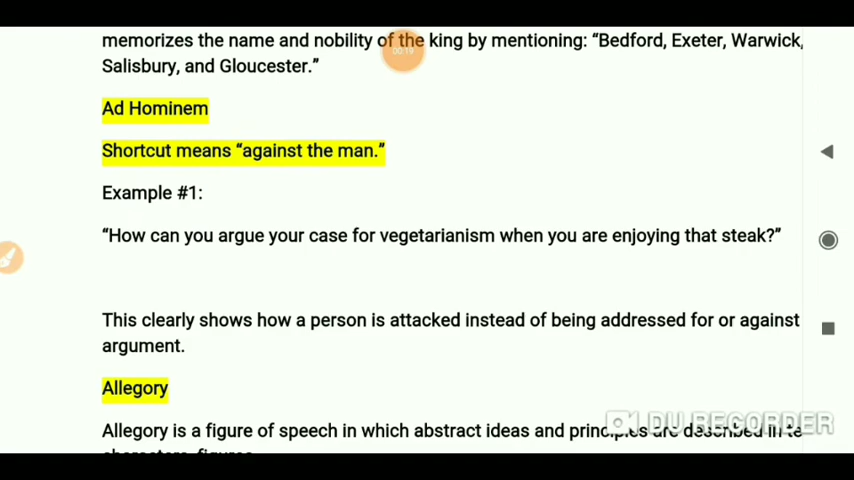 memorizes the name and nobility of the king by mentioning: “Bedford, Exeter, Warwick,
Salisbury, and Gloucester.”
00:19
Ad Hominem
Shortcut means “against the man.”
Example #1:
“How can you argue your case for vegetarianism when you are enjoying that steak?”
This clearly shows how a person is attacked instead of being addressed for or against
argument.
Allegory
Allegory is a figure of speech in which abstract ideas and principles are described in te
DU RECORDER